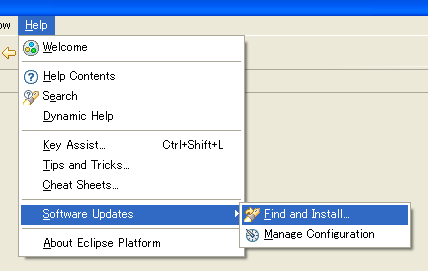 ow Help
Welcome
Help Contents
Search
Dynamic Help
Key Assist... Ctrl+Shift+L
Tips and Tricks...
Cheat Sheets...
Software Updates
Find and Install...
Manage Configuration
About Eclipse Platform